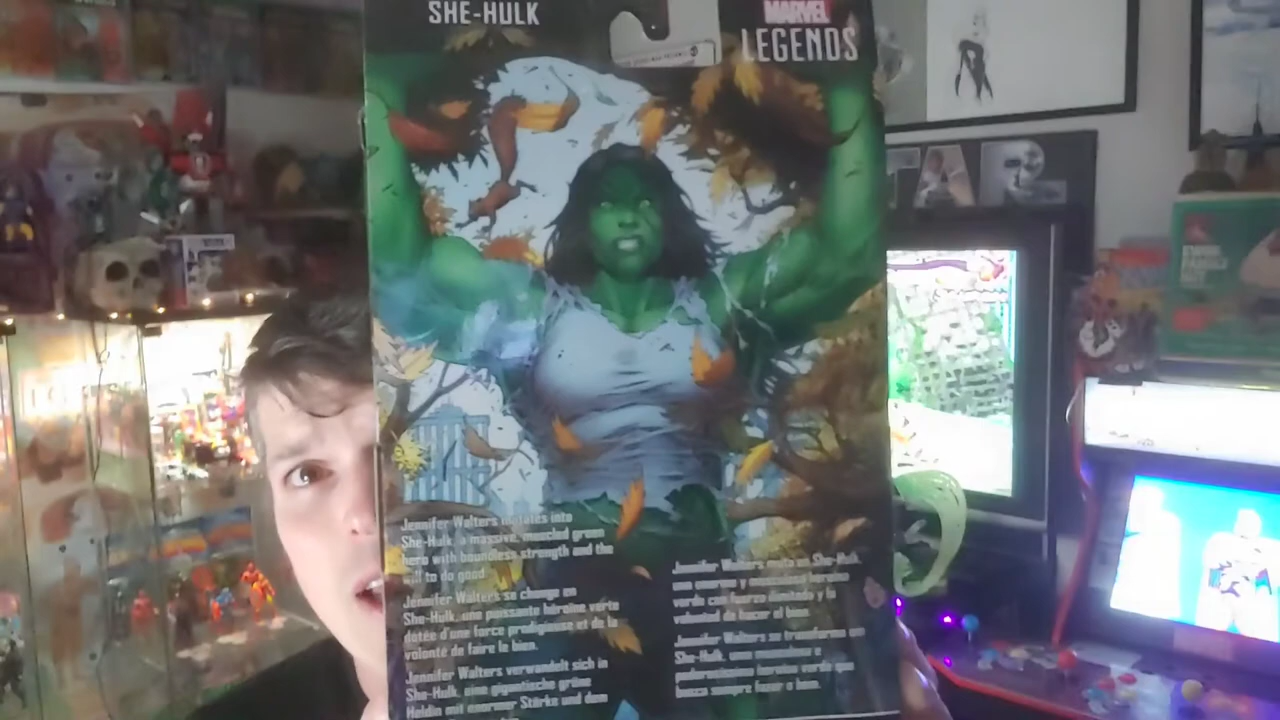 SHE-HULK
MARVEL
LEGENDS
Jennifer Walters mutates into
She-Hulk, a massive, muscled green
hero with boundless strength and the
will to do good.
Jennifer Walters se change en
She-Hulk, une puissante héroïne verte
dotée d'une force prodigieuse et de la
volonté de faire le bien.
Jennifer Walters verwandelt sich in
She-Hulk, eine gigantische grüne
Heldin mit enormer Stärke und dem
Jennifer Walters muta en She-Hulk,
una enorme y musculosa heroína
verde con fuerza ilimitada y la
voluntad de hacer el bien.
Jennifer Walters se transforma em
She-Hulk, uma musculosa e
poderosíssima heroína verde que
busca sempre fazer o bem.
STAR